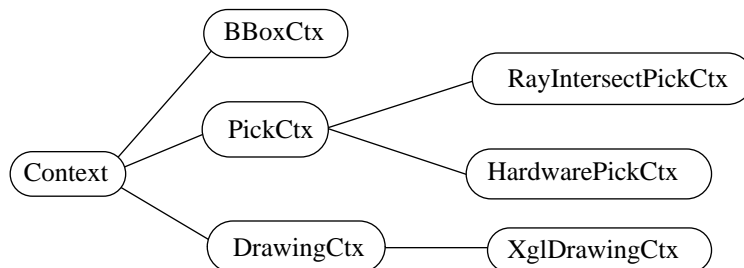 BBoxCtx
RayIntersectPickCtx
PickCtx
Context
HardwarePickCtx
DrawingCtx
XglDrawingCtx